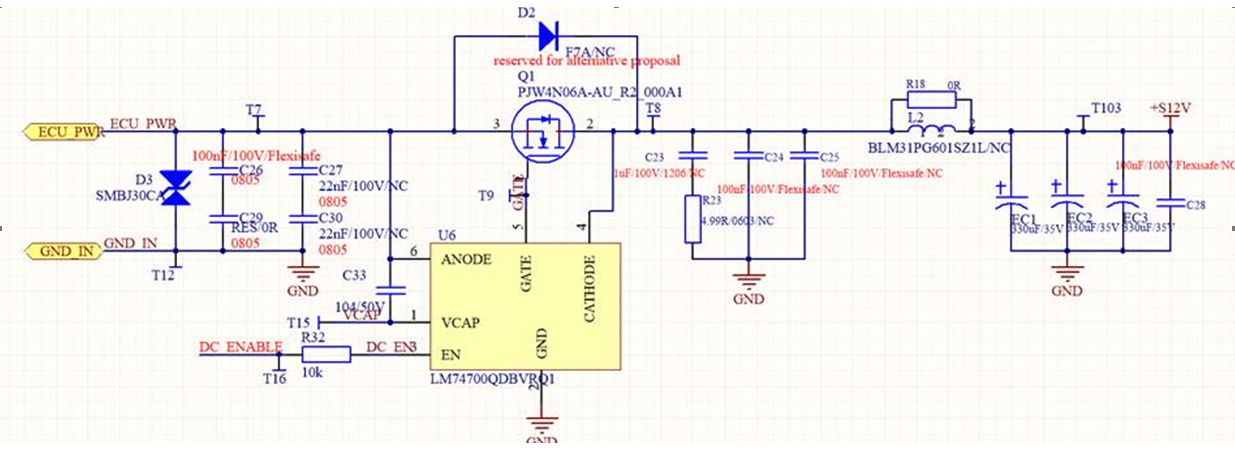 D2
F7A/NC
reserved for alternative proposal
Q1
PJW4N06A-AU_R2_000A1
R18 0R
T7
T8
T103
+S12V
ECU_PWR
ECU_PWR
3
2
L2
1 2
2
BLM31PG601SZ1L/NC
100nF/100V/Flexisafe
C26
0805
C27
22nF/100V/NC
0805
D3
SMBJ30CA
C23
1uF/100V/1206/NC
C24
100nF/100V/Flexisafe/NC
C25
100nF/100V/Flexisafe/NC
100nF/100V/Flexisafe/NC
C28
T9
GATE
C29
RES/0R
0805
C30
22nF/100V/NC
0805
R23
4.99R/0603/NC
EC1
330uF/35V
EC2
330uF/35V
EC3
330uF/35V
GND_IN
GND_IN
T12
GND
GND
GND
U6
5
4
6
ANODE
GATE
CATHODE
C33
104/50V
VCAP
T15
1
VCAP
DC_ENABLE
R32
10k
DC_EN
3
EN
GND
T16
LM74700QDBVRQ1
2
GND